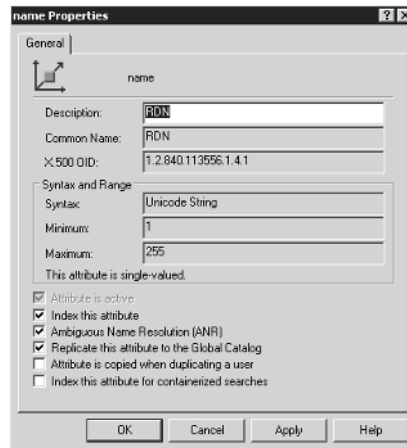 name Properties
General
name
Description: RDN
Common Name: RDN
X.500 OID: 1.2.840.113556.1.4.1
Syntax and Range
Syntax: Unicode String
Minimum: 1
Maximum: 255
This attribute is single-valued.
Attribute is active
Index this attribute
Ambiguous Name Resolution (ANR)
Replicate this attribute to the Global Catalog
Attribute is copied when duplicating a user
Index this attribute for containerized searches
OK Cancel Apply Help